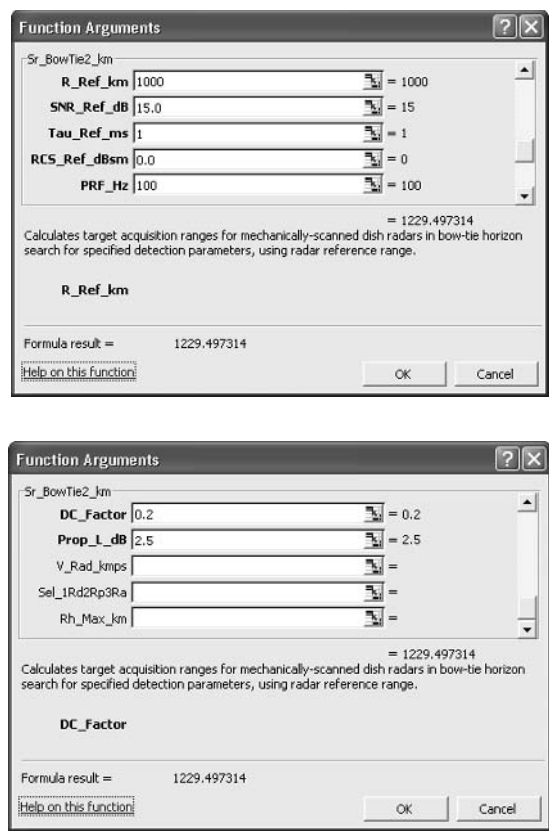 Function Arguments
Sr_BowTie2_km
R_Ref_km 1000 = 1000
SNR_Ref_dB 15.0 = 15
Tau_Ref_ms 1 = 1
RCS_Ref_dBsm 0.0 = 0
PRF_Hz 100 = 100
= 1229.497314
Calculates target acquisition ranges for mechanically-scanned dish radars in bow-tie horizon
search for specified detection parameters, using radar reference range.
R_Ref_km
Formula result = 1229.497314
Help on this function OK Cancel
Function Arguments
Sr_BowTie2_km
DC_Factor 0.2 = 0.2
Prop_L_dB 2.5 = 2.5
V_Rad_kmps =
Sel_1Rd2Rp3Ra =
Rh_Max_km =
= 1229.497314
Calculates target acquisition ranges for mechanically-scanned dish radars in bow-tie horizon
search for specified detection parameters, using radar reference range.
DC_Factor
Formula result = 1229.497314
Help on this function OK Cancel